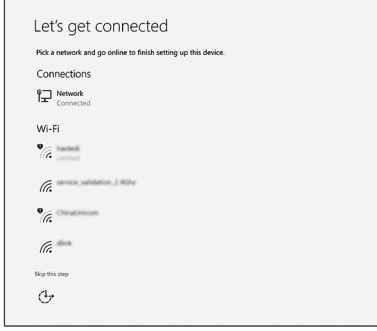 Let's get connected
Pick a network and go online to finish setting up this device.
Connections
Network
Connected
Wi-Fi
Limited
service_validation_2.4Ghz
ChinaUnicom
dlink
Skip this step